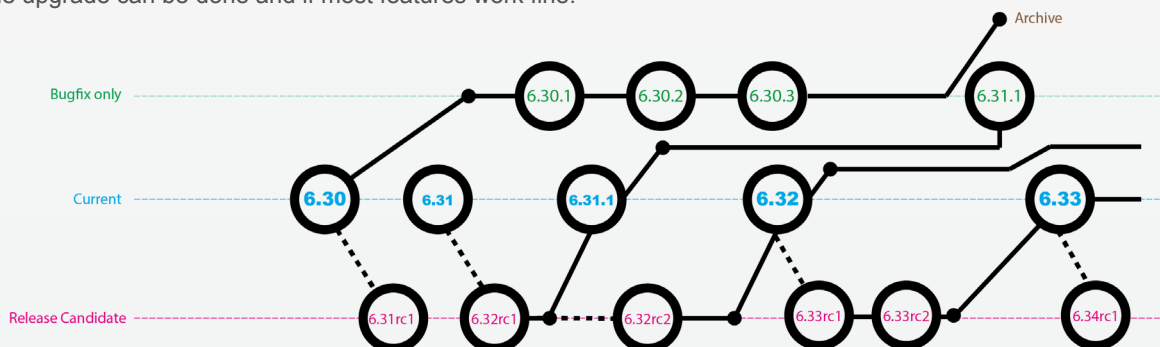 Archive
Bugfix only
6.30.1
6.30.2
6.30.3
6.31.1
Current
6.30
6.31
6.31.1
6.32
6.33
Release Candidate
6.31rc1
6.32rc1
6.32rc2
6.33rc1
6.33rc2
6.34rc1